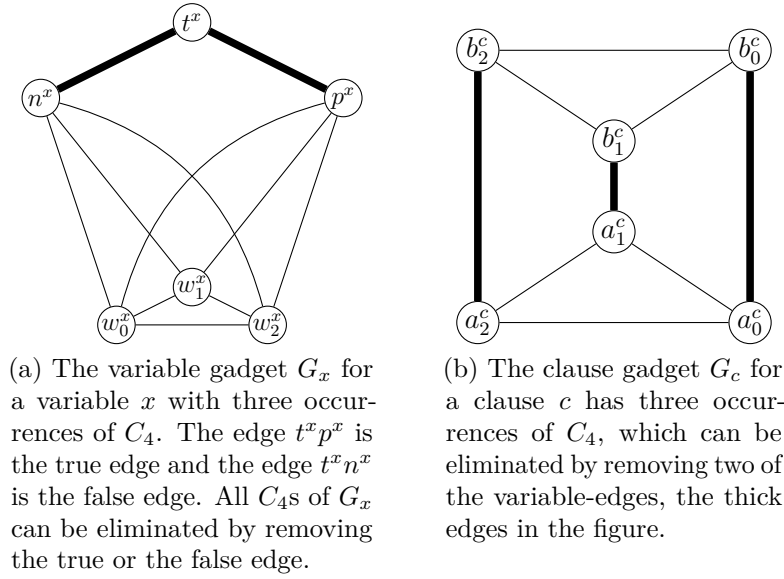 t^x
n^x
p^x
w_1^x
w_0^x
w_2^x
(a) The variable gadget G_x for
a variable x with three occur-
rences of C_4. The edge t^x p^x is
the true edge and the edge t^x n^x
is the false edge. All C_4s of G_x
can be eliminated by removing
the true or the false edge.
b_2^c
b_0^c
b_1^c
a_1^c
a_2^c
a_0^c
(b) The clause gadget G_c for
a clause c has three occur-
rences of C_4, which can be
eliminated by removing two of
the variable-edges, the thick
edges in the figure.